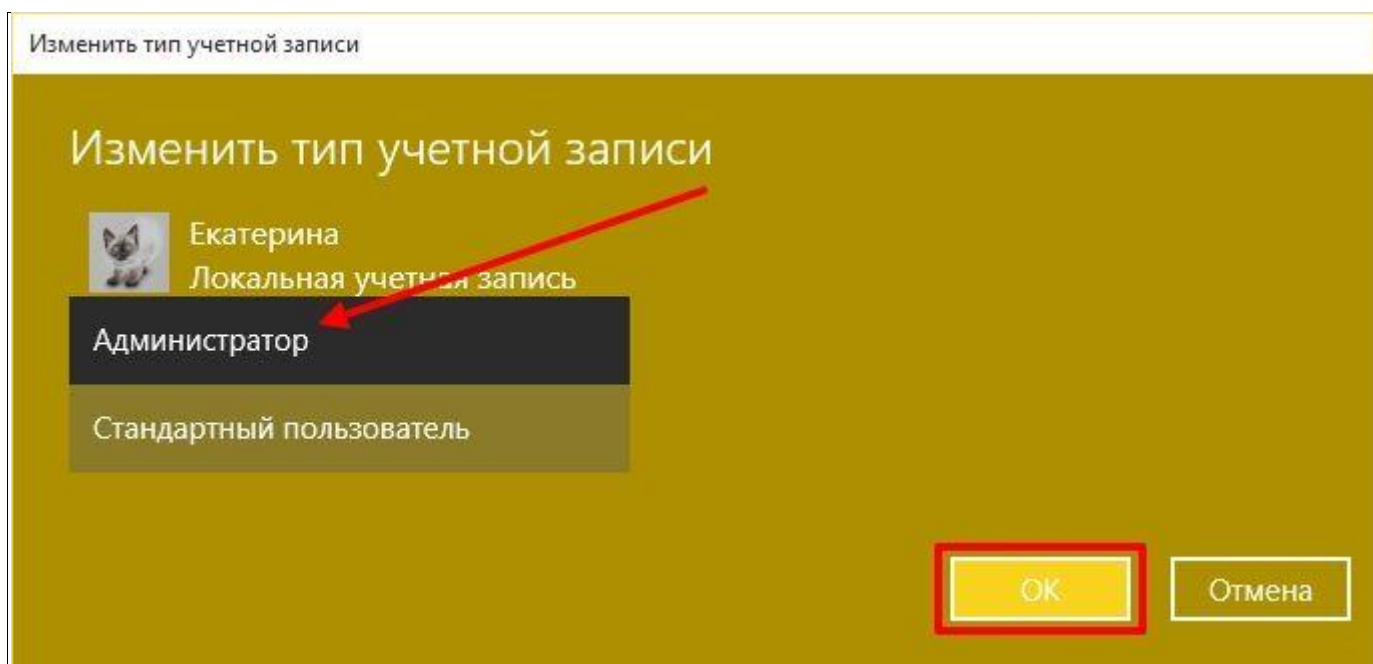 Изменить тип учетной записи
Изменить тип учетной записи
Екатерина
Локальная учетная запись
Администратор
Стандартный пользователь
ОК
Отмена